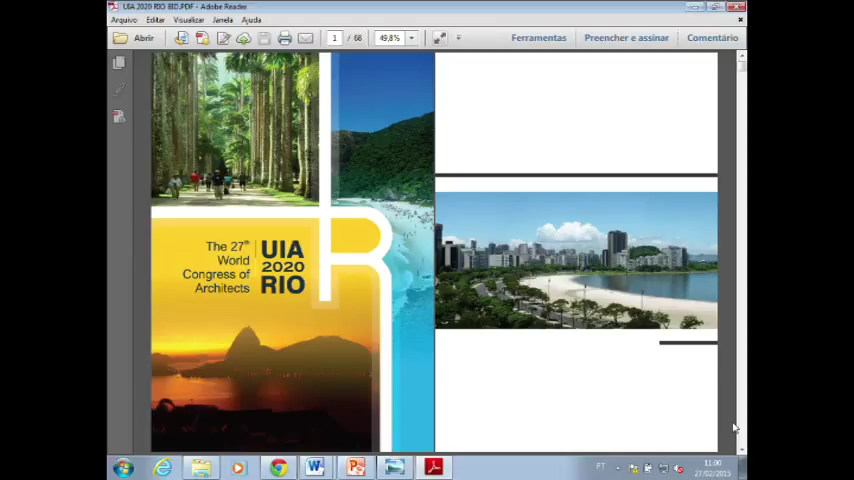 UIA 2020 RIO BID.PDF - Adobe Reader
Arquivo Editar Visualizar Janela Ajuda
Abrir 1 / 68 49,8% Ferramentas Preencher e assinar Comentário
The 27th
World
Congress of
Architects
UIA
2020
RIO
PT
11:00
27/02/2015